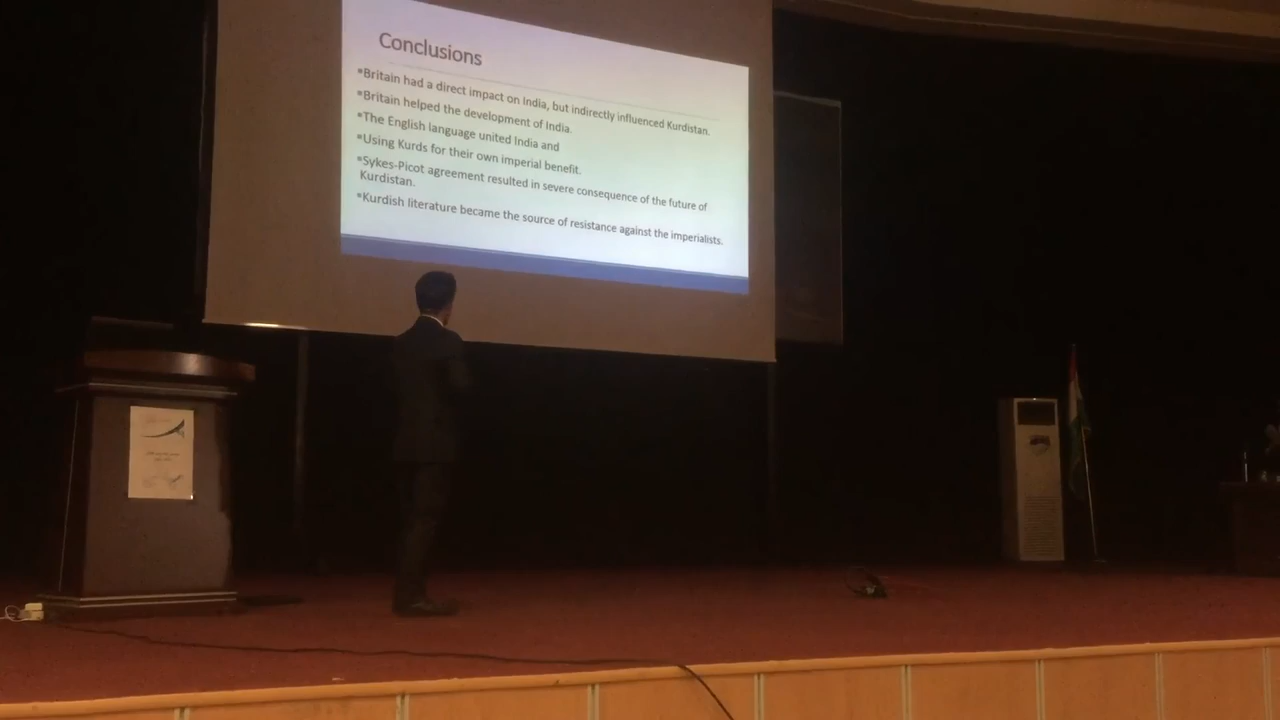 Conclusions
▪Britain had a direct impact on India, but indirectly influenced Kurdistan.
▪Britain helped the development of India.
▪The English language united India and
▪Using Kurds for their own imperial benefit.
▪Sykes-Picot agreement resulted in severe consequence of the future of
Kurdistan.
▪Kurdish literature became the source of resistance against the imperialists.